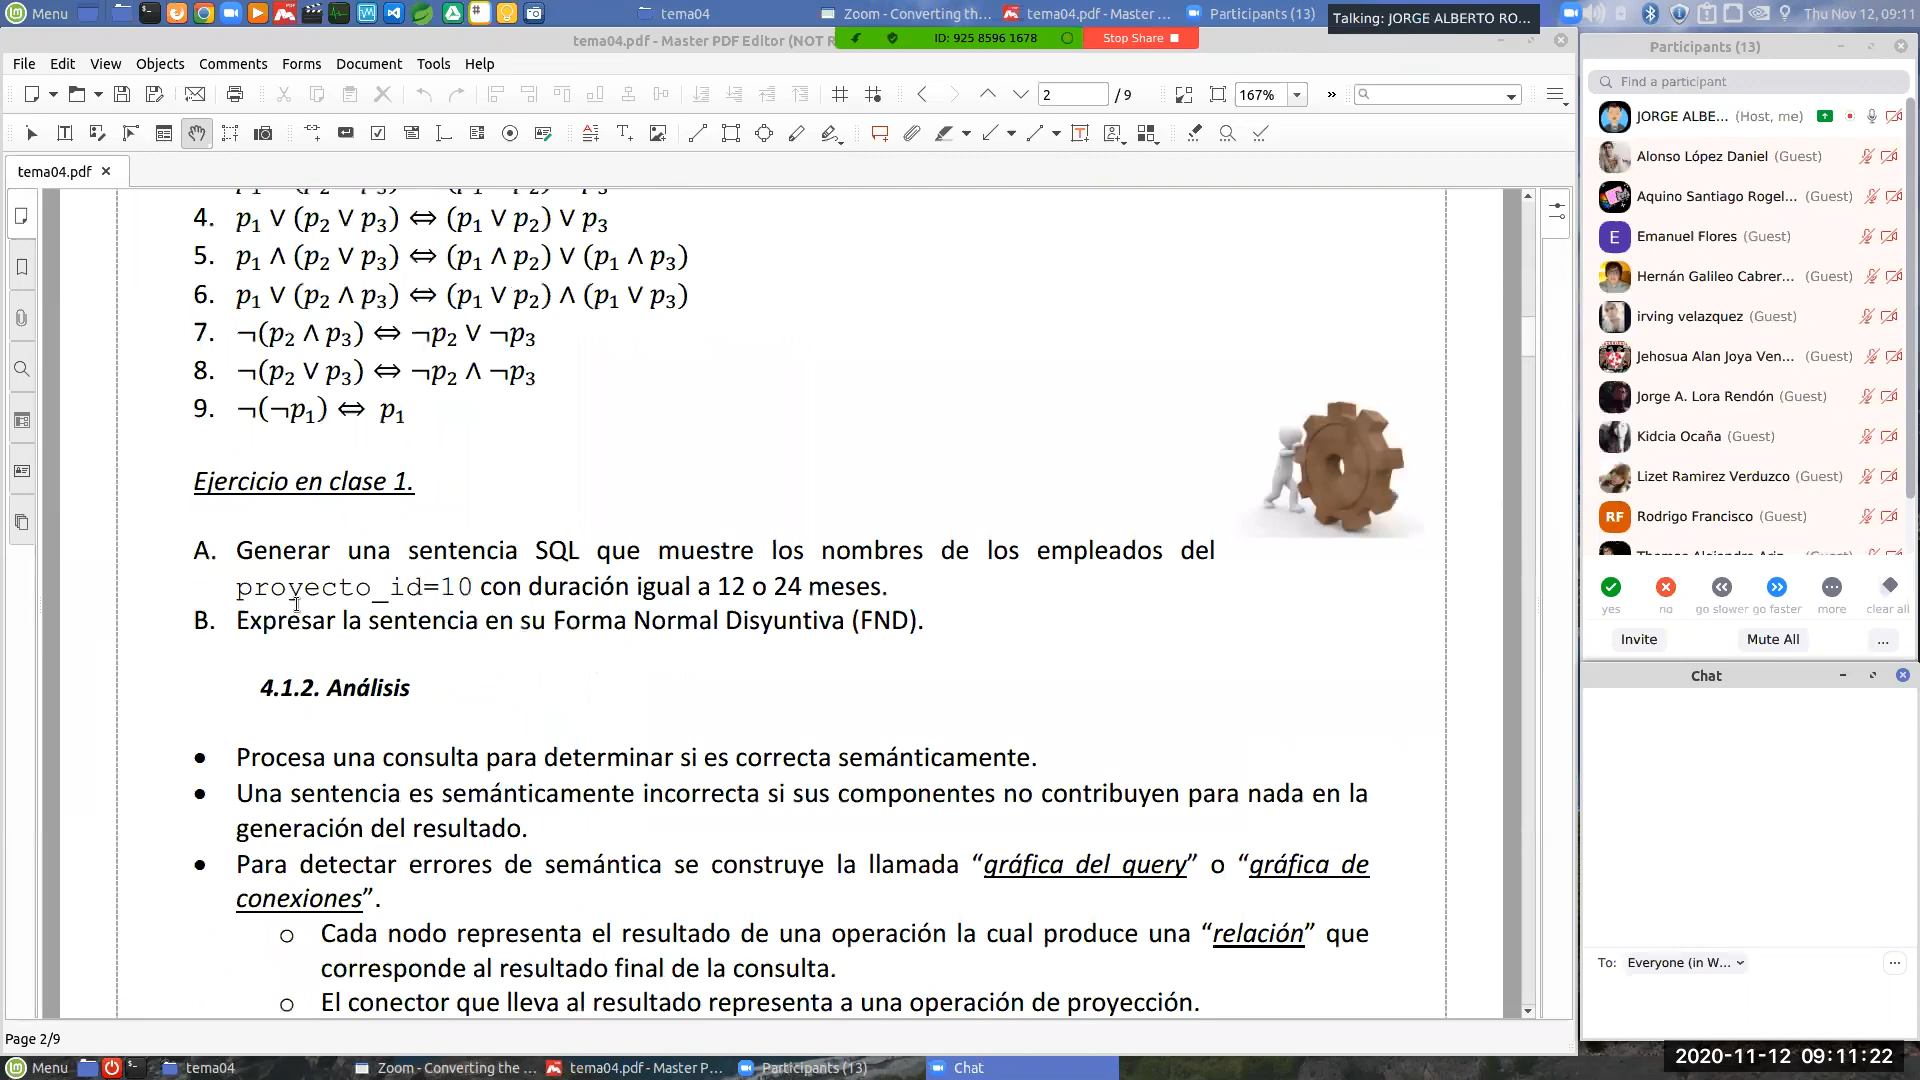 Menu
tema04
Zoom - Converting the...
tema04.pdf - Master ...
Participants (13)
Talking: JORGE ALBERTO RO...
Thu Nov 12, 09:11
tema04.pdf - Master PDF Editor (NOT R
ID: 925 8596 1678
Stop Share
File Edit View Objects Comments Forms Document Tools Help
2 / 9
167%
tema04.pdf
4. p₁ ∨ (p₂ ∨ p₃) ⇔ (p₁ ∨ p₂) ∨ p₃
5. p₁ ∧ (p₂ ∨ p₃) ⇔ (p₁ ∧ p₂) ∨ (p₁ ∧ p₃)
6. p₁ ∨ (p₂ ∧ p₃) ⇔ (p₁ ∨ p₂) ∧ (p₁ ∨ p₃)
7. ¬(p₂ ∧ p₃) ⇔ ¬p₂ ∨ ¬p₃
8. ¬(p₂ ∨ p₃) ⇔ ¬p₂ ∧ ¬p₃
9. ¬(¬p₁) ⇔ p₁
Ejercicio en clase 1.
A. Generar una sentencia SQL que muestre los nombres de los empleados del
proyecto_id=10 con duración igual a 12 o 24 meses.
B. Expresar la sentencia en su Forma Normal Disyuntiva (FND).
4.1.2. Análisis
• Procesa una consulta para determinar si es correcta semánticamente.
• Una sentencia es semánticamente incorrecta si sus componentes no contribuyen para nada en la
generación del resultado.
• Para detectar errores de semántica se construye la llamada “gráfica del query” o “gráfica de
conexiones”.
o Cada nodo representa el resultado de una operación la cual produce una “relación” que
corresponde al resultado final de la consulta.
o El conector que lleva al resultado representa a una operación de proyección.
Page 2/9
Participants (13)
Find a participant
JORGE ALBE... (Host, me)
Alonso López Daniel (Guest)
Aquino Santiago Rogel... (Guest)
E Emanuel Flores (Guest)
Hernán Galileo Cabrer... (Guest)
irving velazquez (Guest)
Jehosua Alan Joya Ven... (Guest)
Jorge A. Lora Rendón (Guest)
Kidcia Ocaña (Guest)
Lizet Ramirez Verduzco (Guest)
RF Rodrigo Francisco (Guest)
yes no go slower go faster more clear all
Invite Mute All ...
Chat
To: Everyone (in W...
2020-11-12 09:11:22
Menu
tema04
Zoom - Converting the ...
tema04.pdf - Master P...
Participants (13)
Chat